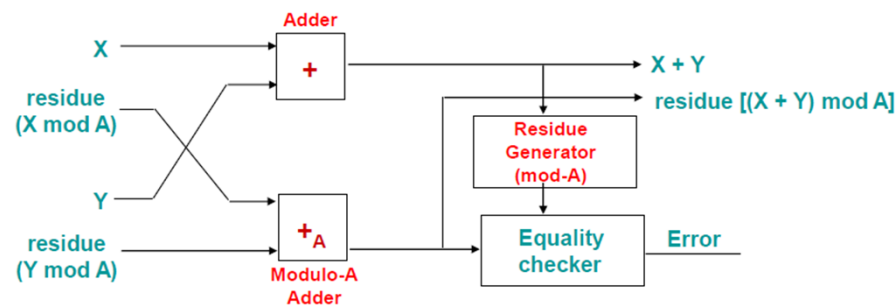 Adder
X
+
X + Y
residue
(X mod A)
residue [(X + Y) mod A]
Residue
Generator
(mod-A)
Y
+A
residue
(Y mod A)
Equality
checker
Error
Modulo-A
Adder